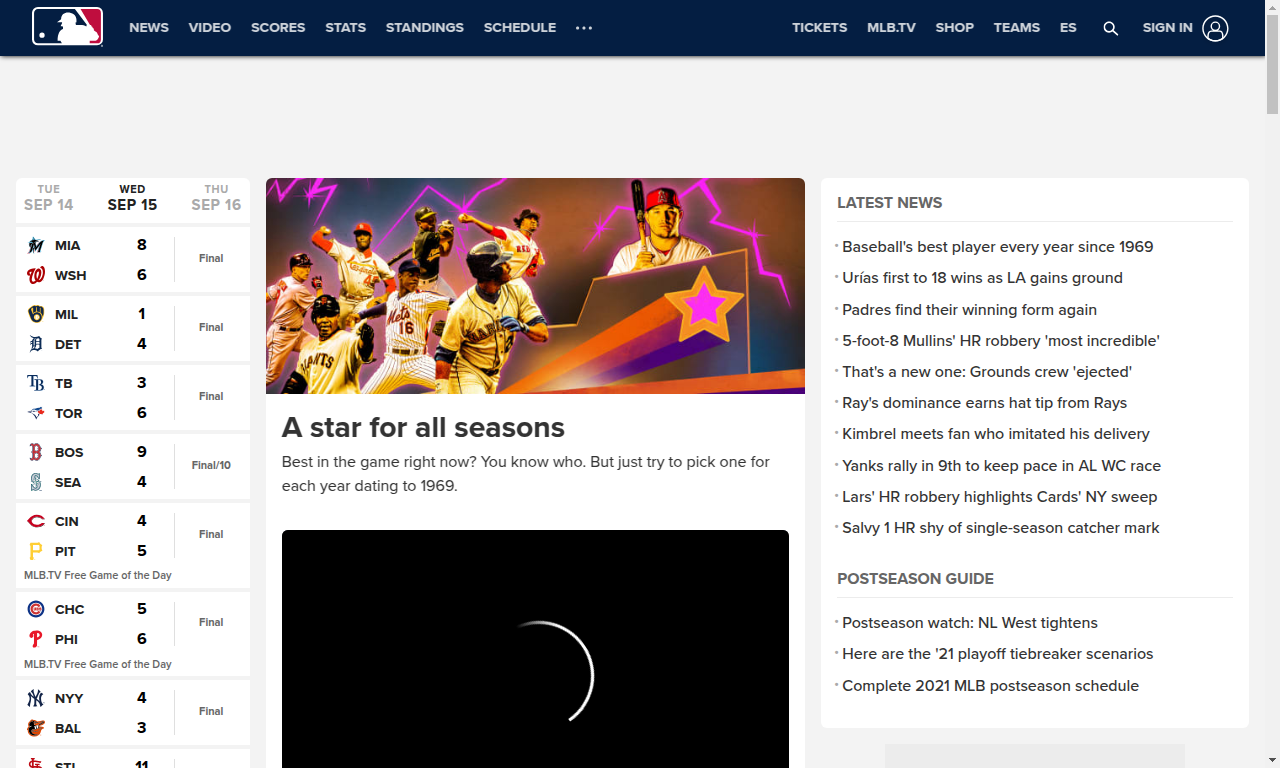 NEWS VIDEO SCORES STATS STANDINGS SCHEDULE ••• TICKETS MLB.TV SHOP TEAMS ES SIGN IN
TUE WED THU
SEP 14 SEP 15 SEP 16
MIA 8
Final
WSH 6
MIL 1
Final
DET 4
TB 3
Final
TOR 6
BOS 9
Final/10
SEA 4
CIN 4
Final
PIT 5
MLB.TV Free Game of the Day
CHC 5
Final
PHI 6
MLB.TV Free Game of the Day
NYY 4
Final
BAL 3
STL 11
Mets
16
GIANTS
A star for all seasons
Best in the game right now? You know who. But just try to pick one for
each year dating to 1969.
LATEST NEWS
Baseball's best player every year since 1969
Urías first to 18 wins as LA gains ground
Padres find their winning form again
5-foot-8 Mullins' HR robbery 'most incredible'
That's a new one: Grounds crew 'ejected'
Ray's dominance earns hat tip from Rays
Kimbrel meets fan who imitated his delivery
Yanks rally in 9th to keep pace in AL WC race
Lars' HR robbery highlights Cards' NY sweep
Salvy 1 HR shy of single-season catcher mark
POSTSEASON GUIDE
Postseason watch: NL West tightens
Here are the '21 playoff tiebreaker scenarios
Complete 2021 MLB postseason schedule